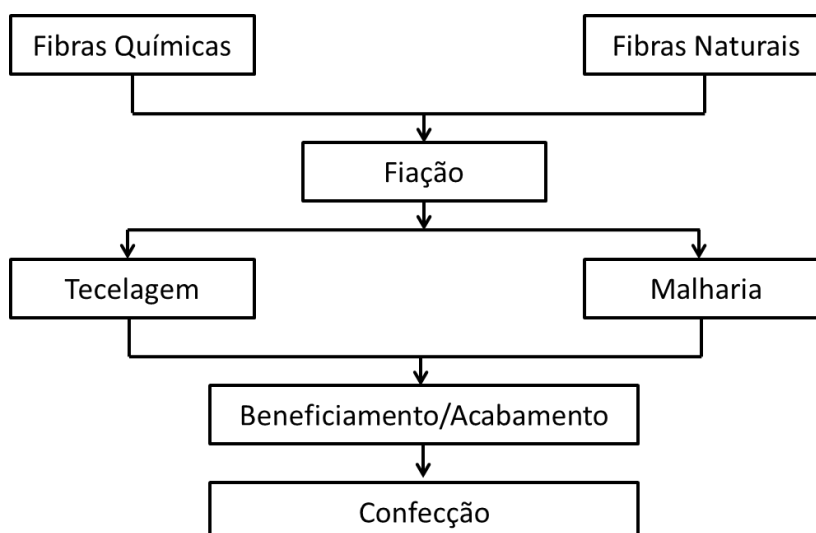 Fibras Químicas
Fibras Naturais
Fiação
Tecelagem
Malharia
Beneficiamento/Acabamento
Confecção